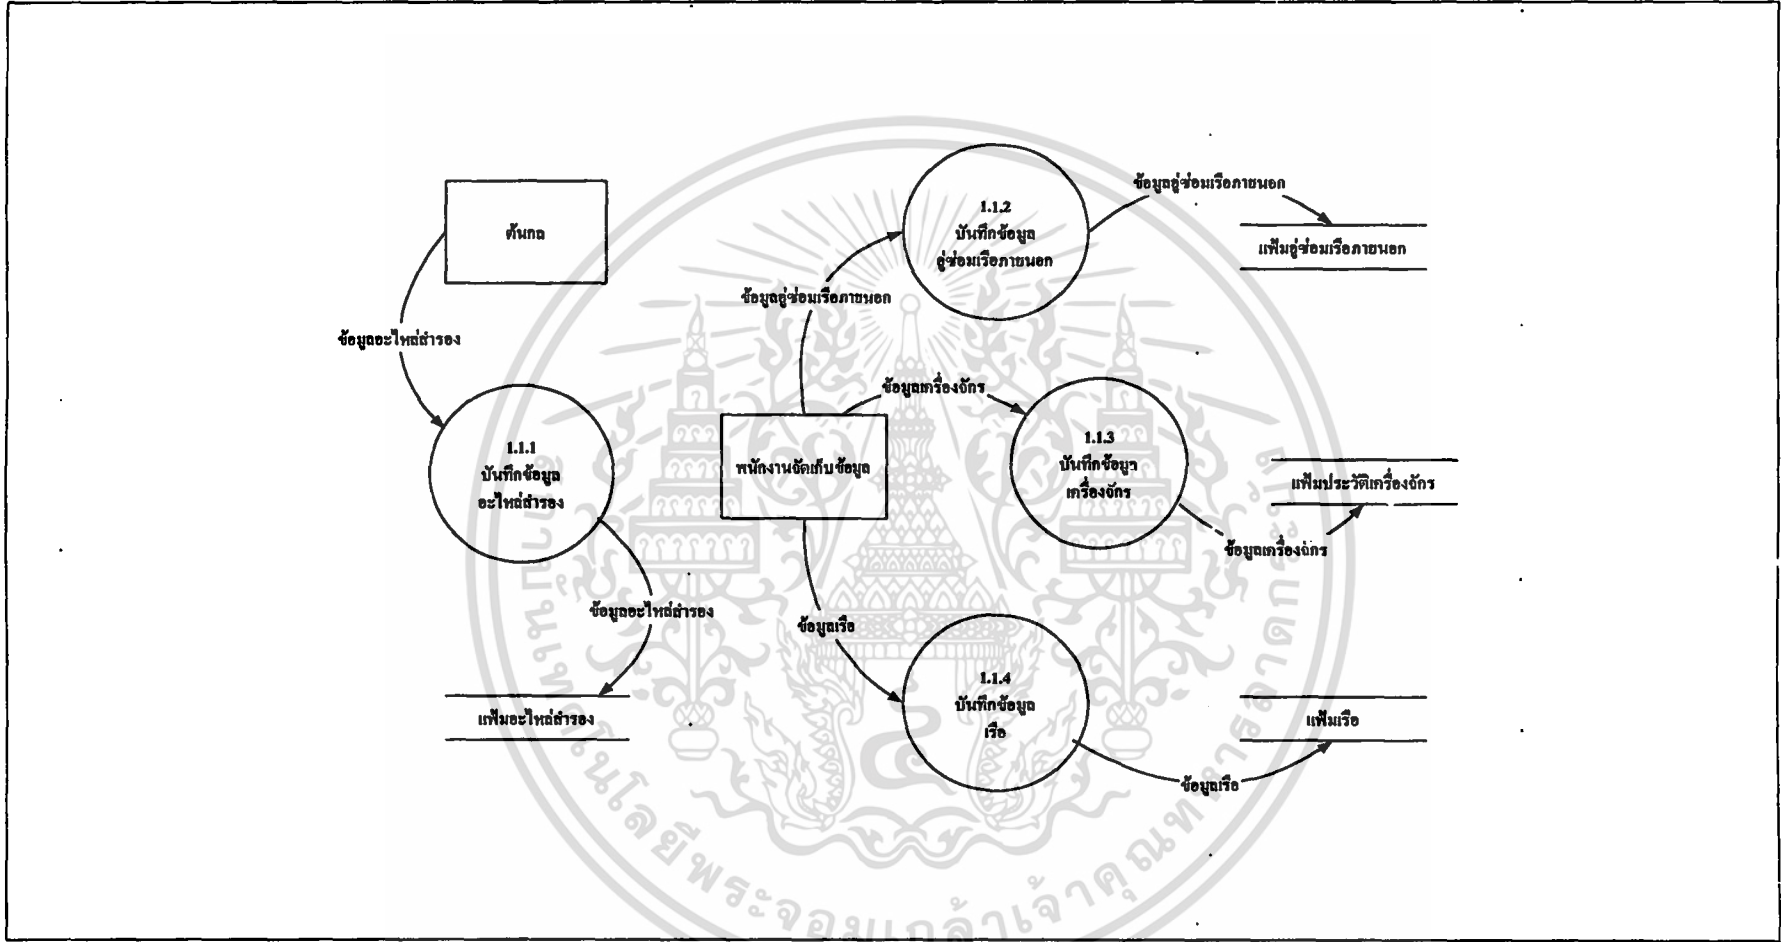 ต้นกล
ข้อมูลอะไหล่สำรอง
1.1.1
บันทึกข้อมูล
อะไหล่สำรอง
ข้อมูลอะไหล่สำรอง
แฟ้มอะไหล่สำรอง
พนักงานจัดเก็บข้อมูล
ข้อมูลอู่ซ่อมเรือภายนอก
1.1.2
บันทึกข้อมูล
อู่ซ่อมเรือภายนอก
ข้อมูลอู่ซ่อมเรือภายนอก
แฟ้มอู่ซ่อมเรือภายนอก
ข้อมูลเครื่องจักร
1.1.3
บันทึกข้อมูล
เครื่องจักร
ข้อมูลเครื่องจักร
แฟ้มประวัติเครื่องจักร
ข้อมูลเรือ
1.1.4
บันทึกข้อมูล
เรือ
ข้อมูลเรือ
แฟ้มเรือ
๕